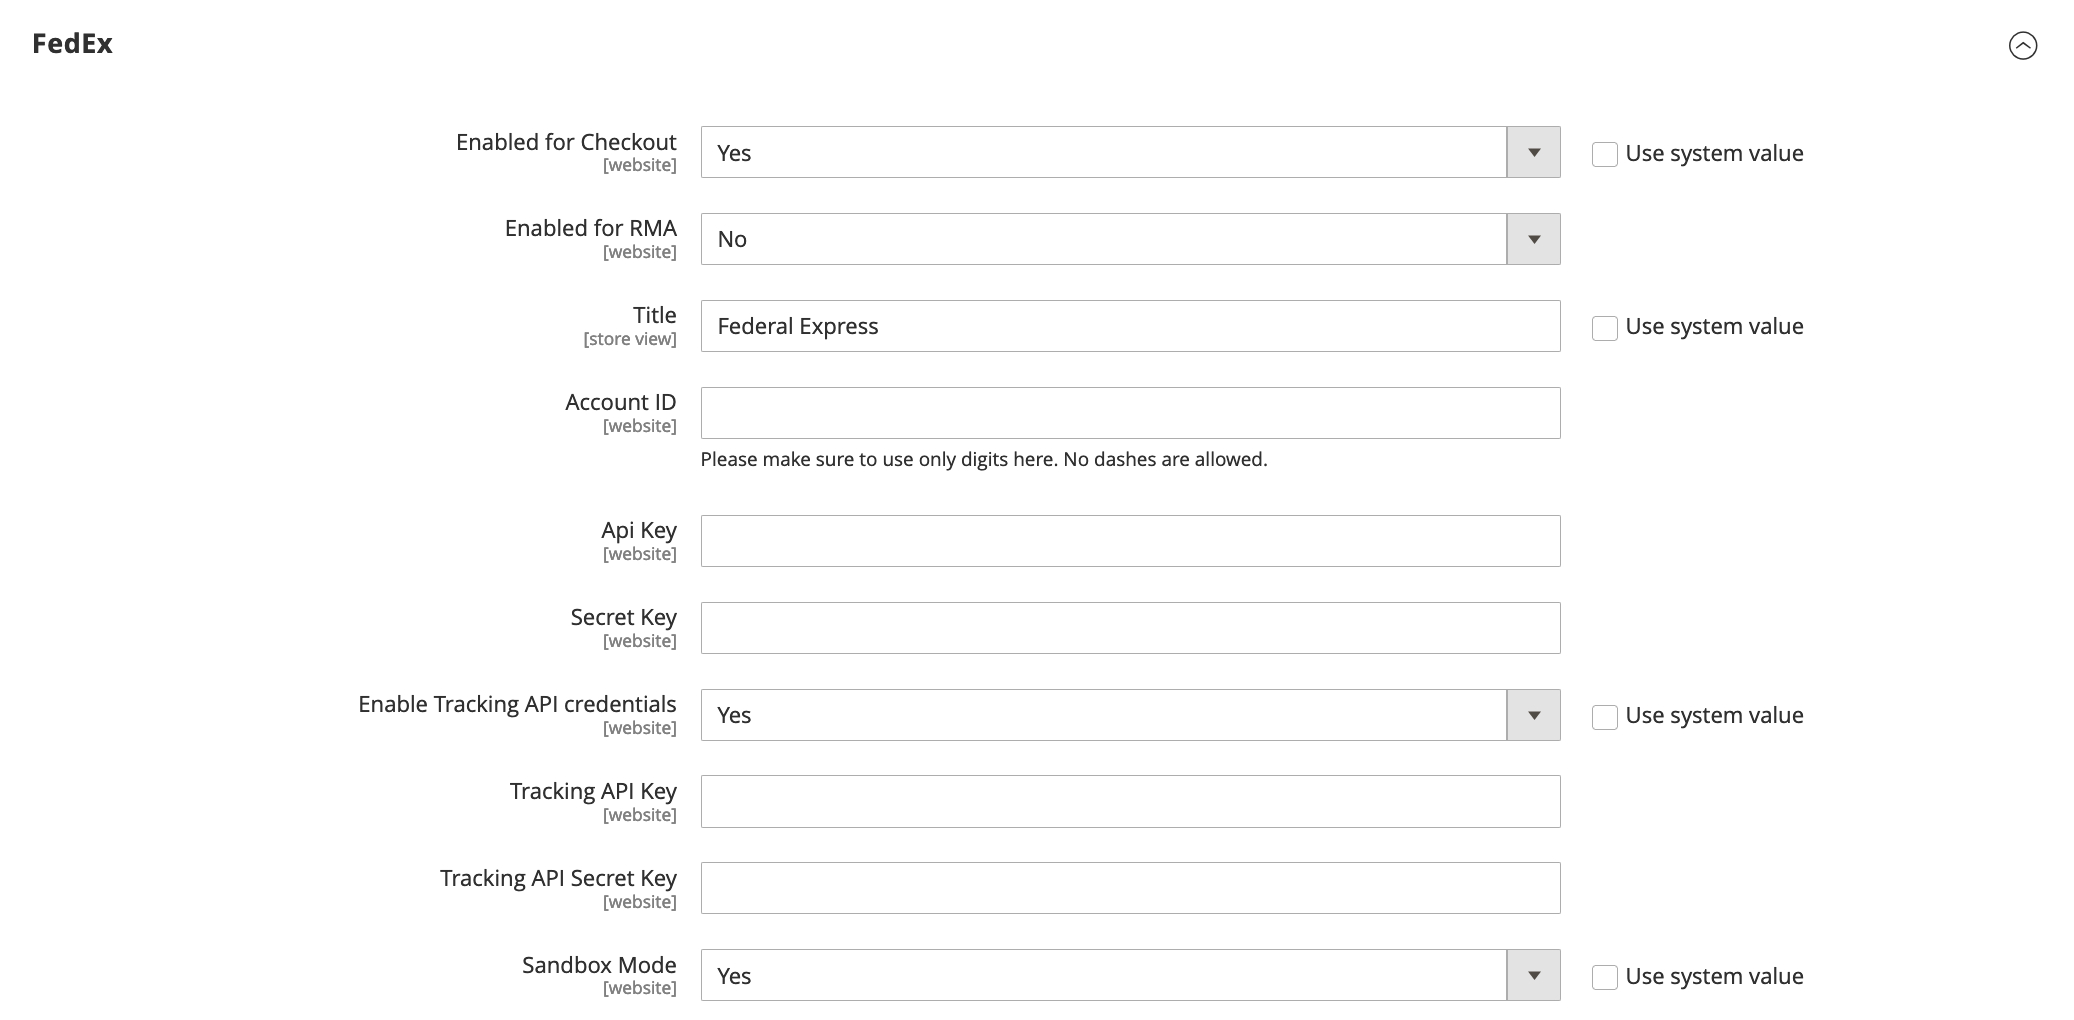 FedEx
Enabled for Checkout
[website]
Yes
Use system value
Enabled for RMA
[website]
No
Title
[store view]
Federal Express
Use system value
Account ID
[website]
Please make sure to use only digits here. No dashes are allowed.
Api Key
[website]
Secret Key
[website]
Enable Tracking API credentials
[website]
Yes
Use system value
Tracking API Key
[website]
Tracking API Secret Key
[website]
Sandbox Mode
[website]
Yes
Use system value